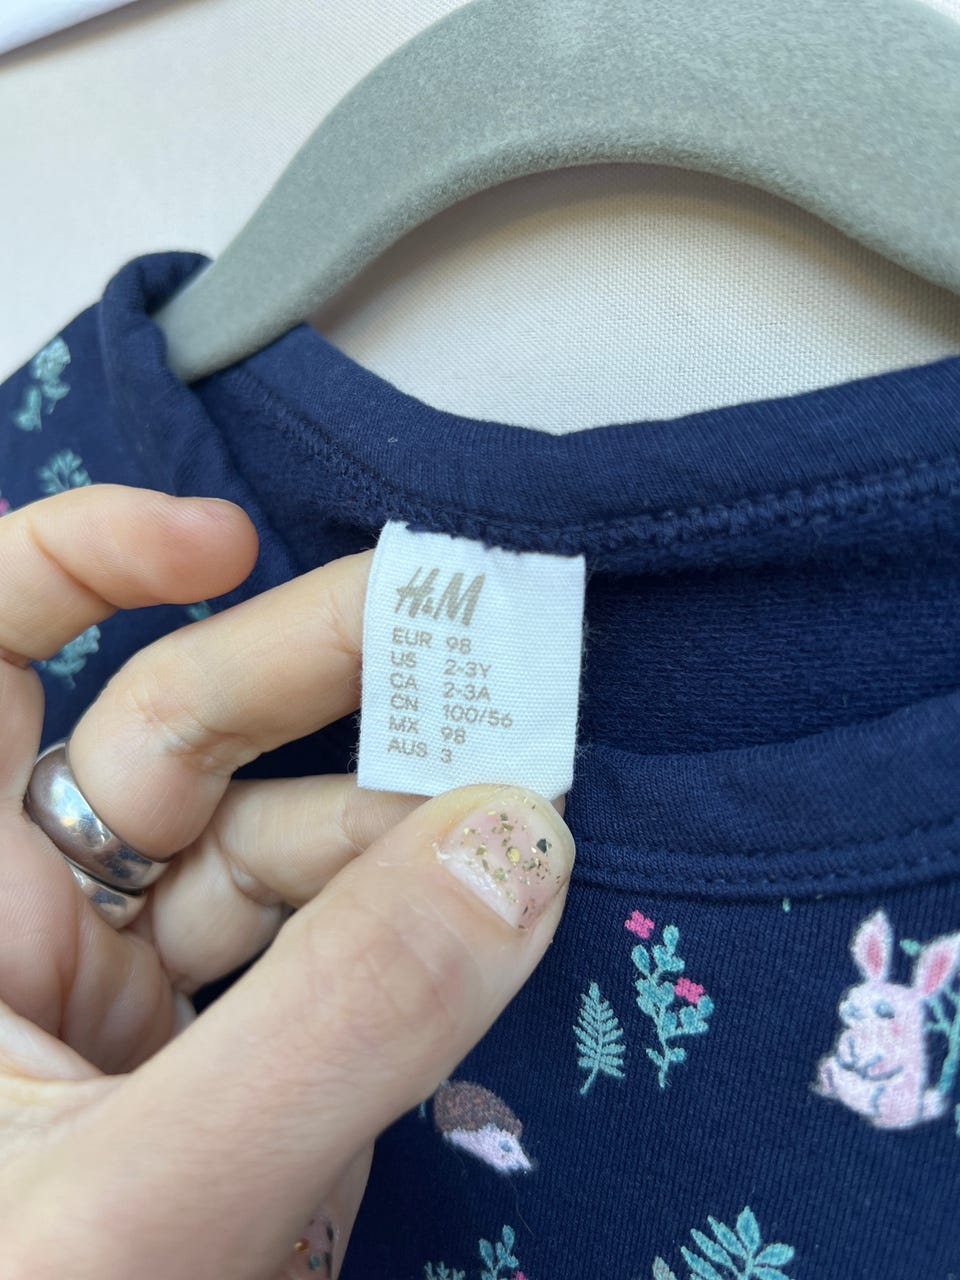 H&M
EUR 98
US 2-3Y
CA 2-3A
CN 100/56
MX 98
AUS 3